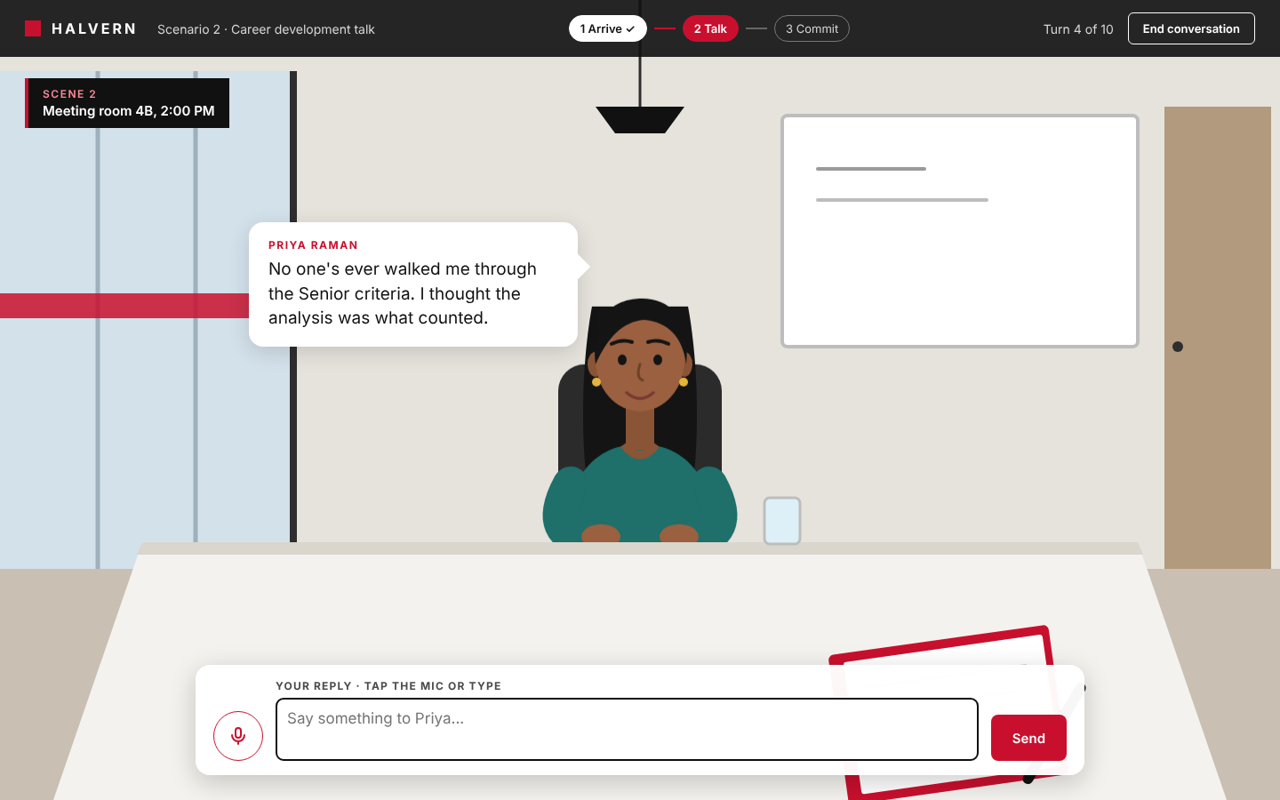 HALVERN
Scenario 2 · Career development talk
1 Arrive ✓
2 Talk
3 Commit
Turn 4 of 10
End conversation
SCENE 2
Meeting room 4B, 2:00 PM
PRIYA RAMAN
No one's ever walked me through
the Senior criteria. I thought the
analysis was what counted.
YOUR REPLY · TAP THE MIC OR TYPE
Say something to Priya...
Send